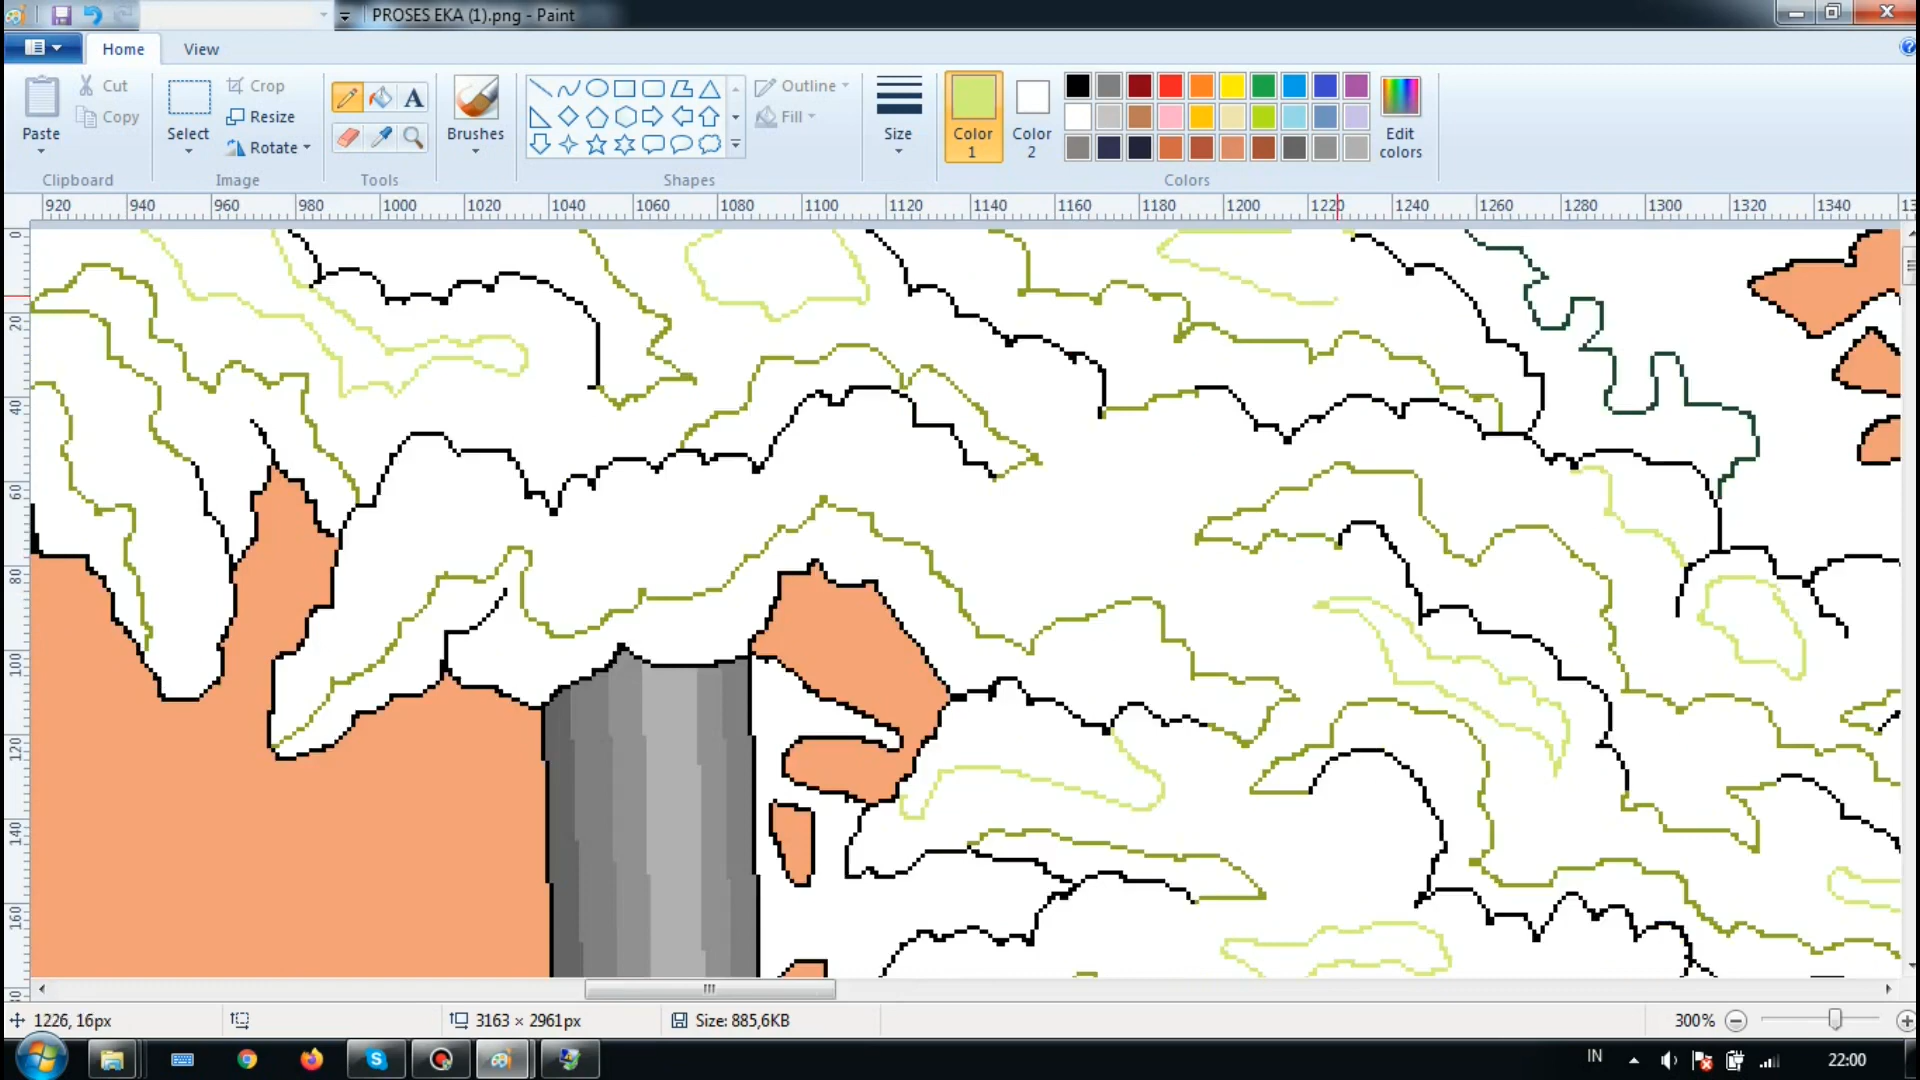 PROSES EKA (1).png - Paint
Home
View
Paste
Cut
Copy
Clipboard
Select
Crop
Resize
Rotate
Image
Tools
Brushes
Outline
Fill
Shapes
Size
Color 1
Color 2
Edit colors
Colors
920 940 960 980 1000 1020 1040 1060 1080 1100 1120 1140 1160 1180 1200 1220 1240 1260 1280 1300 1320 1340
0
20
40
60
80
100
120
140
160
1226, 16px
3163 × 2961px
Size: 885,6KB
300%
IN
22:00